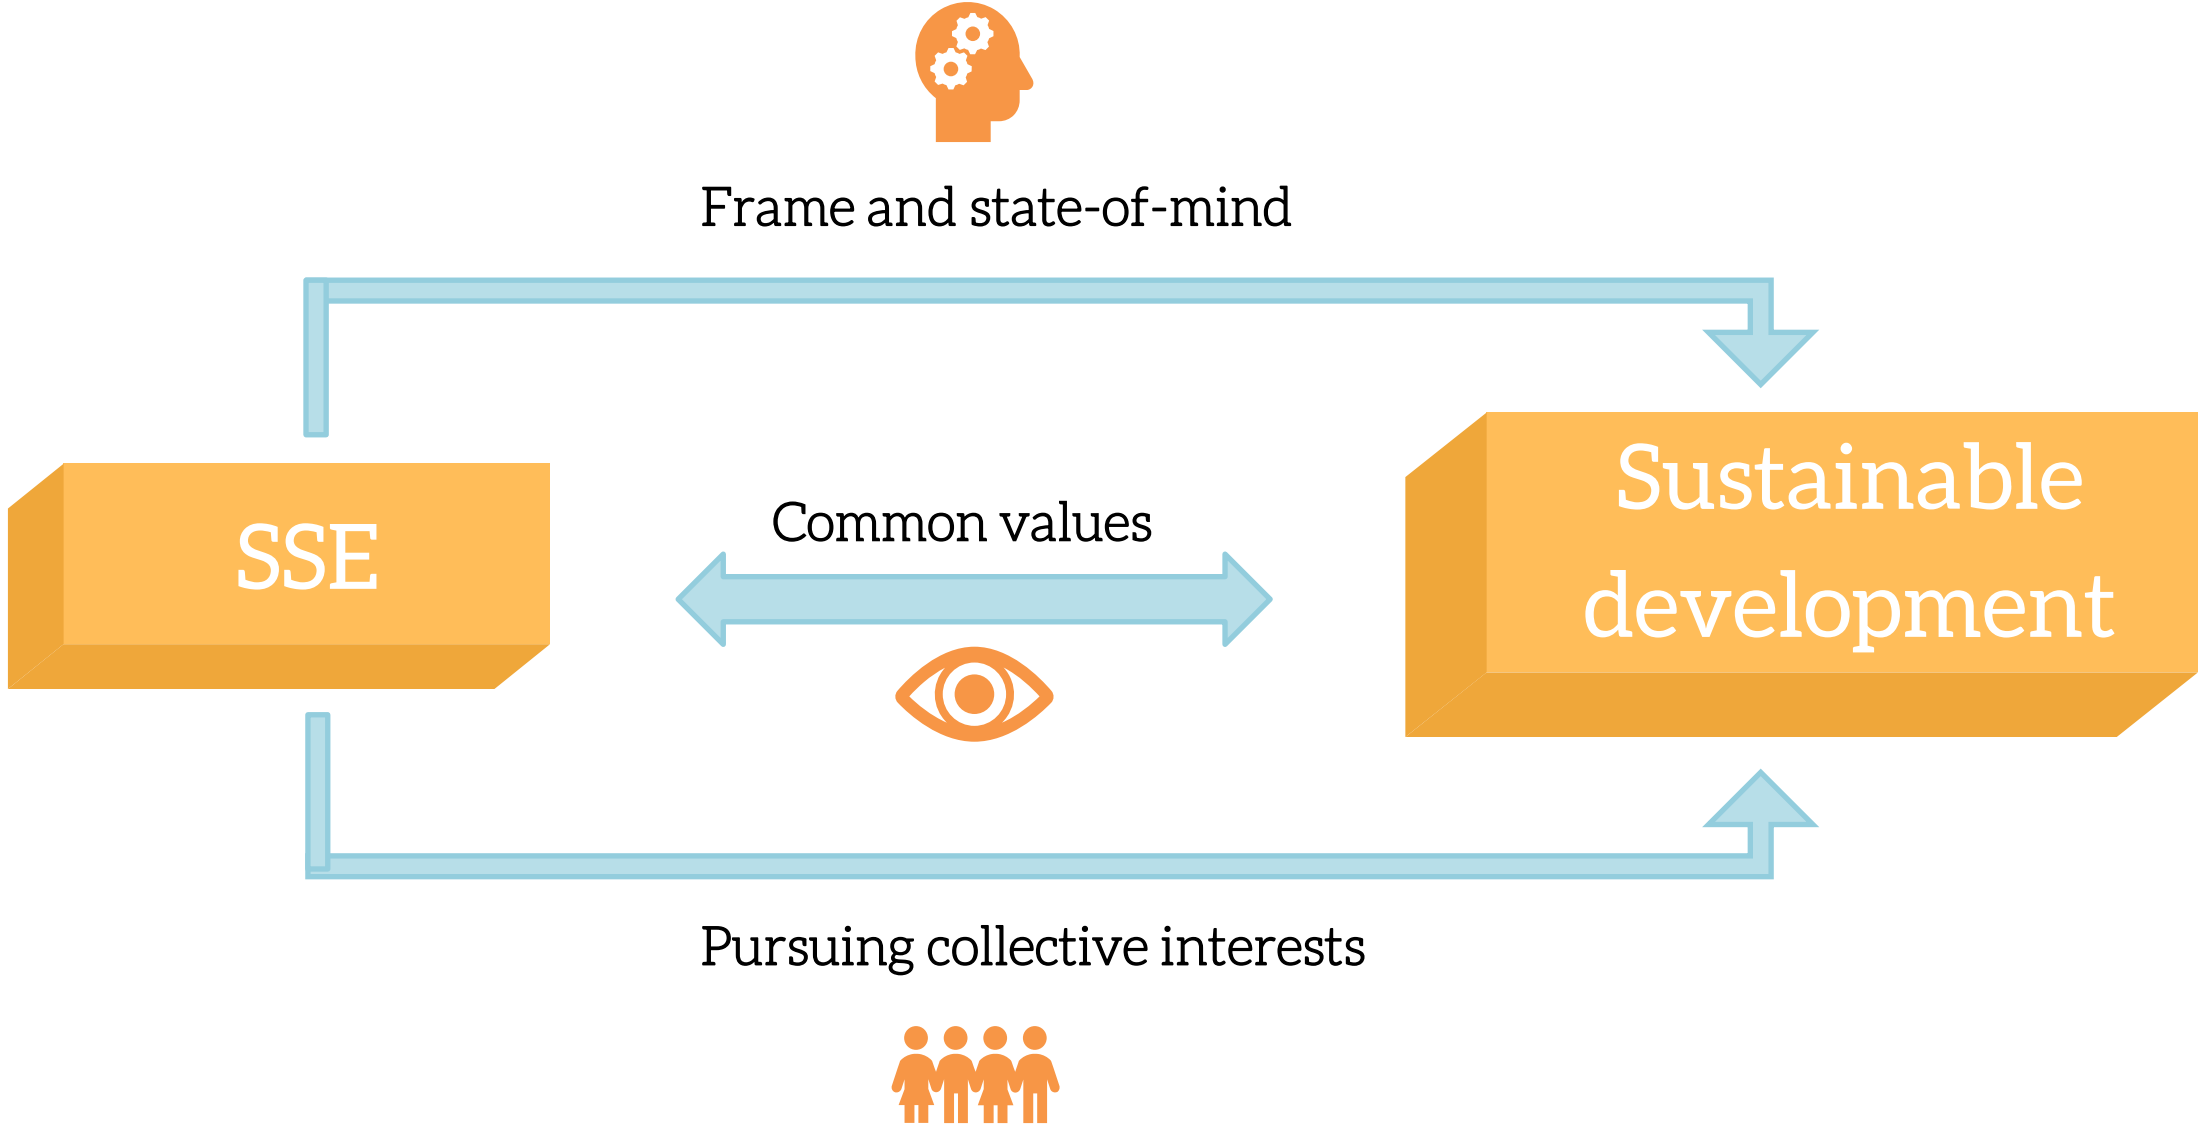 Frame and state-of-mind
SSE
Common values
Sustainable
development
Pursuing collective interests